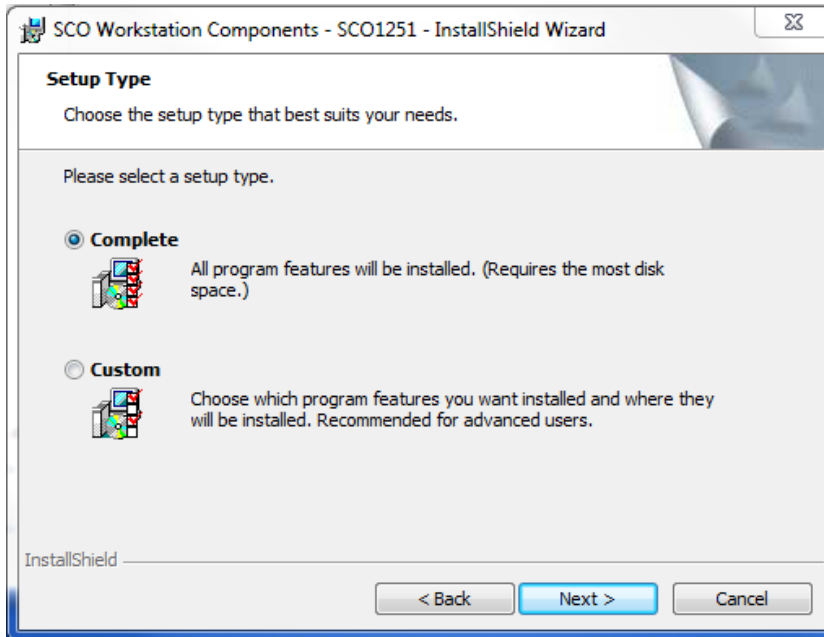 SCO Workstation Components - SCO1251 - InstallShield Wizard
Setup Type
Choose the setup type that best suits your needs.
Please select a setup type.
Complete
All program features will be installed. (Requires the most disk
space.)
Custom
Choose which program features you want installed and where they
will be installed. Recommended for advanced users.
InstallShield
< Back Next > Cancel